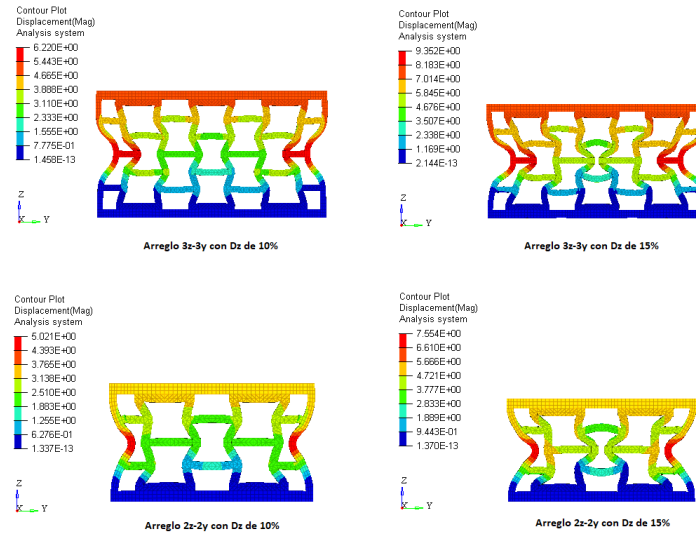 Contour Plot
Displacement(Mag)
Analysis system
6.220E+00
5.443E+00
4.665E+00
3.888E+00
3.110E+00
2.333E+00
1.555E+00
7.775E-01
1.458E-13
Z
X
Y
Arreglo 3z-3y con Dz de 10%
Contour Plot
Displacement(Mag)
Analysis system
9.352E+00
8.183E+00
7.014E+00
5.845E+00
4.676E+00
3.507E+00
2.338E+00
1.169E+00
2.144E-13
Z
X
Y
Arreglo 3z-3y con Dz de 15%
Contour Plot
Displacement(Mag)
Analysis system
5.021E+00
4.393E+00
3.765E+00
3.138E+00
2.510E+00
1.883E+00
1.255E+00
6.276E-01
1.337E-13
Z
X
Y
Arreglo 2z-2y con Dz de 10%
Contour Plot
Displacement(Mag)
Analysis system
7.554E+00
6.610E+00
5.666E+00
4.721E+00
3.777E+00
2.833E+00
1.889E+00
9.443E-01
1.370E-13
Z
X
Y
Arreglo 2z-2y con Dz de 15%